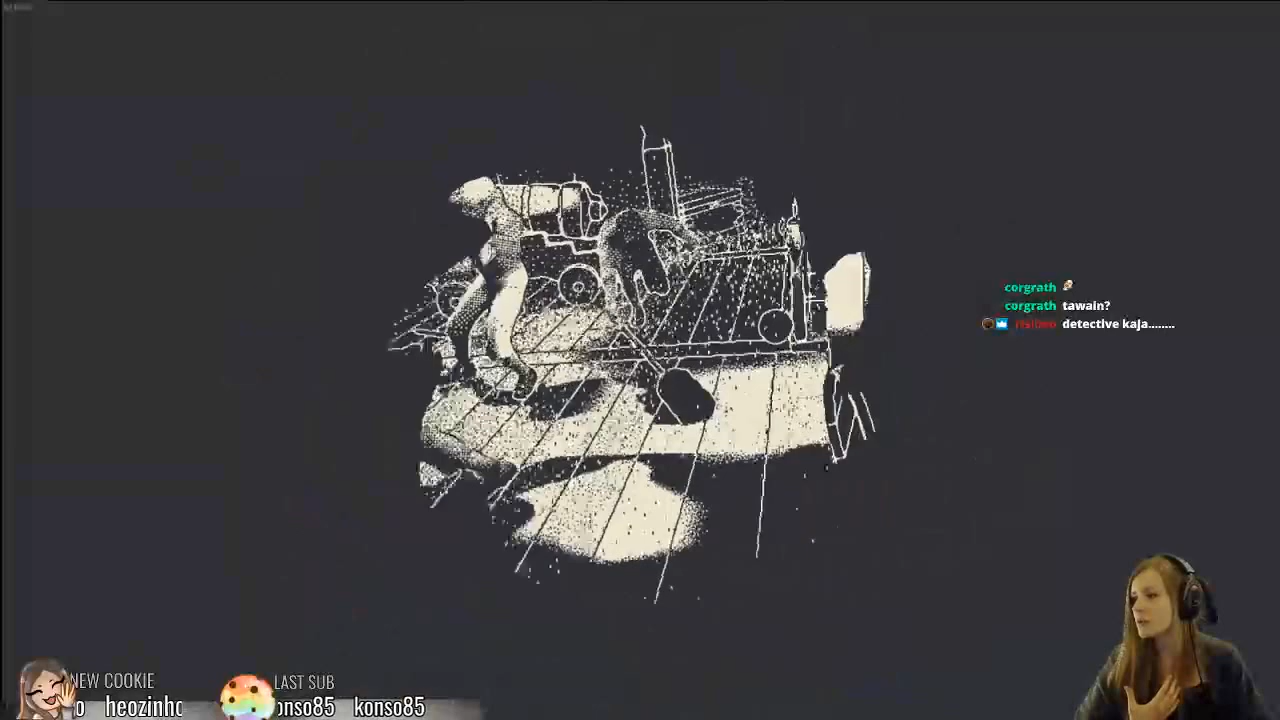 corgrath
corgrath tawain?
detective kaja........
NEW COOKIE
heozinho
LAST SUB
onso85 konso85